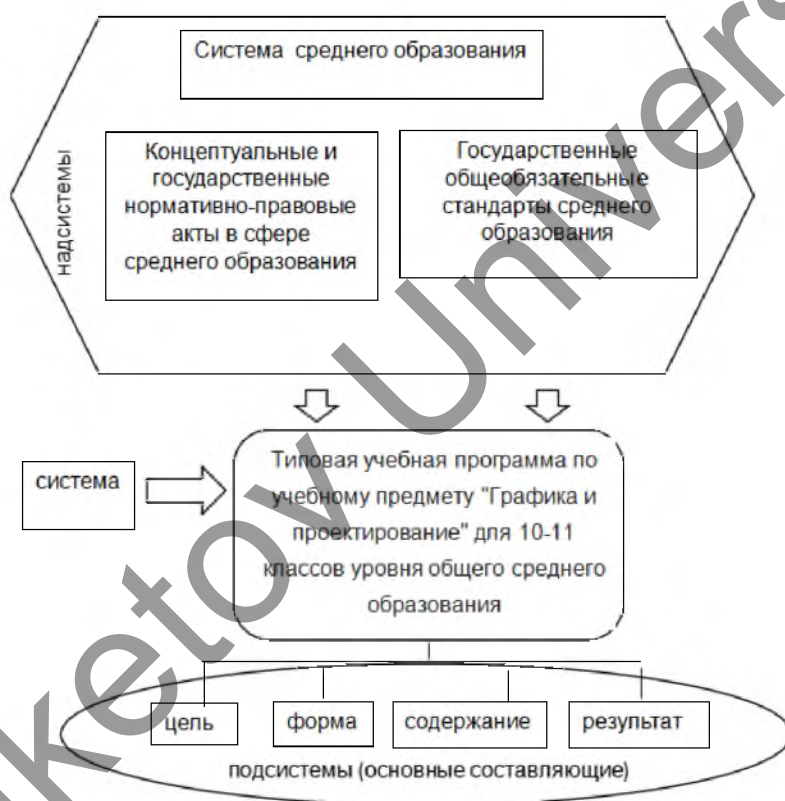 Система среднего образования
надсистемы
Концептуальные и
государственные
нормативно-правовые
акты в сфере
среднего образования
Государственные
общеобязательные
стандарты среднего
образования
система
Типовая учебная программа по
учебному предмету "Графика и
проектирование" для 10-11
классов уровня общего среднего
образования
цель
форма
содержание
результат
подсистемы (основные составляющие)
uketov Univers